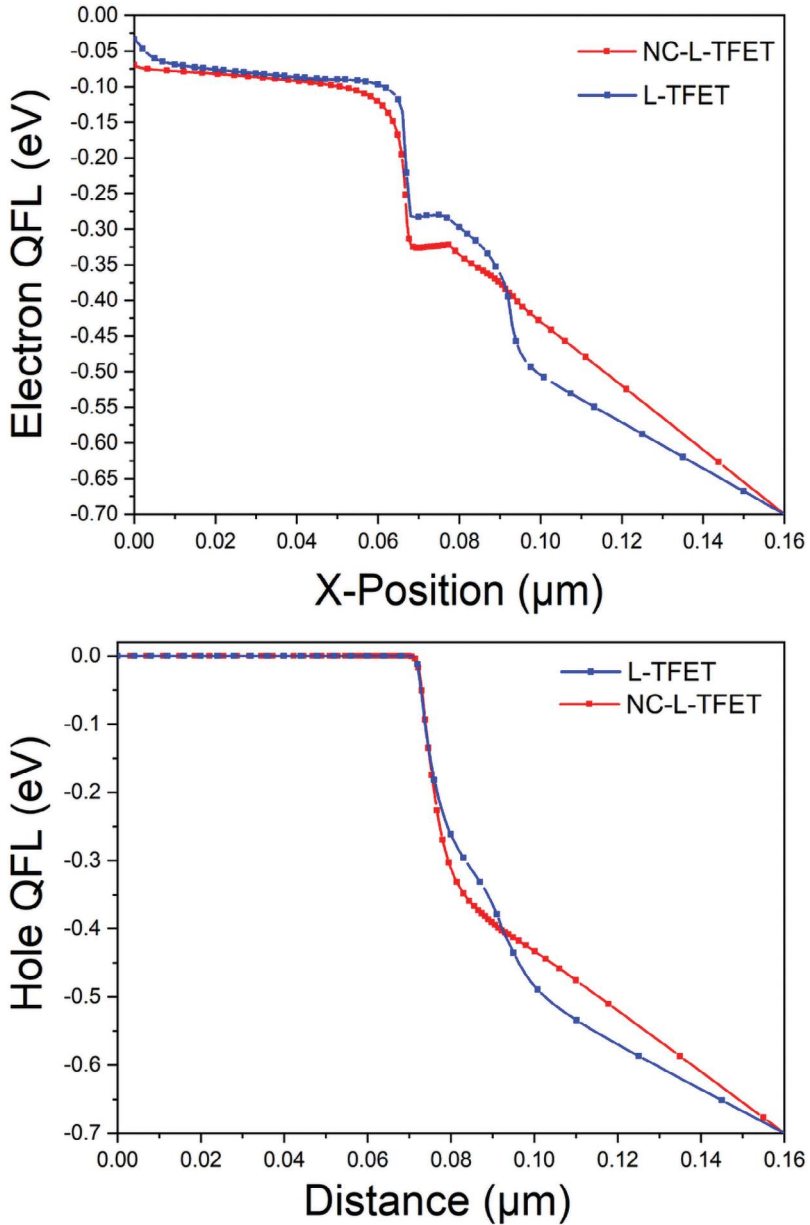 Electron QFL (eV)
0.00
-0.05
-0.10
-0.15
-0.20
-0.25
-0.30
-0.35
-0.40
-0.45
-0.50
-0.55
-0.60
-0.65
-0.70
NC-L-TFET
L-TFET
0.00 0.02 0.04 0.06 0.08 0.10 0.12 0.14 0.16
X-Position (µm)
Hole QFL (eV)
0.0
-0.1
-0.2
-0.3
-0.4
-0.5
-0.6
-0.7
L-TFET
NC-L-TFET
0.00 0.02 0.04 0.06 0.08 0.10 0.12 0.14 0.16
Distance (µm)